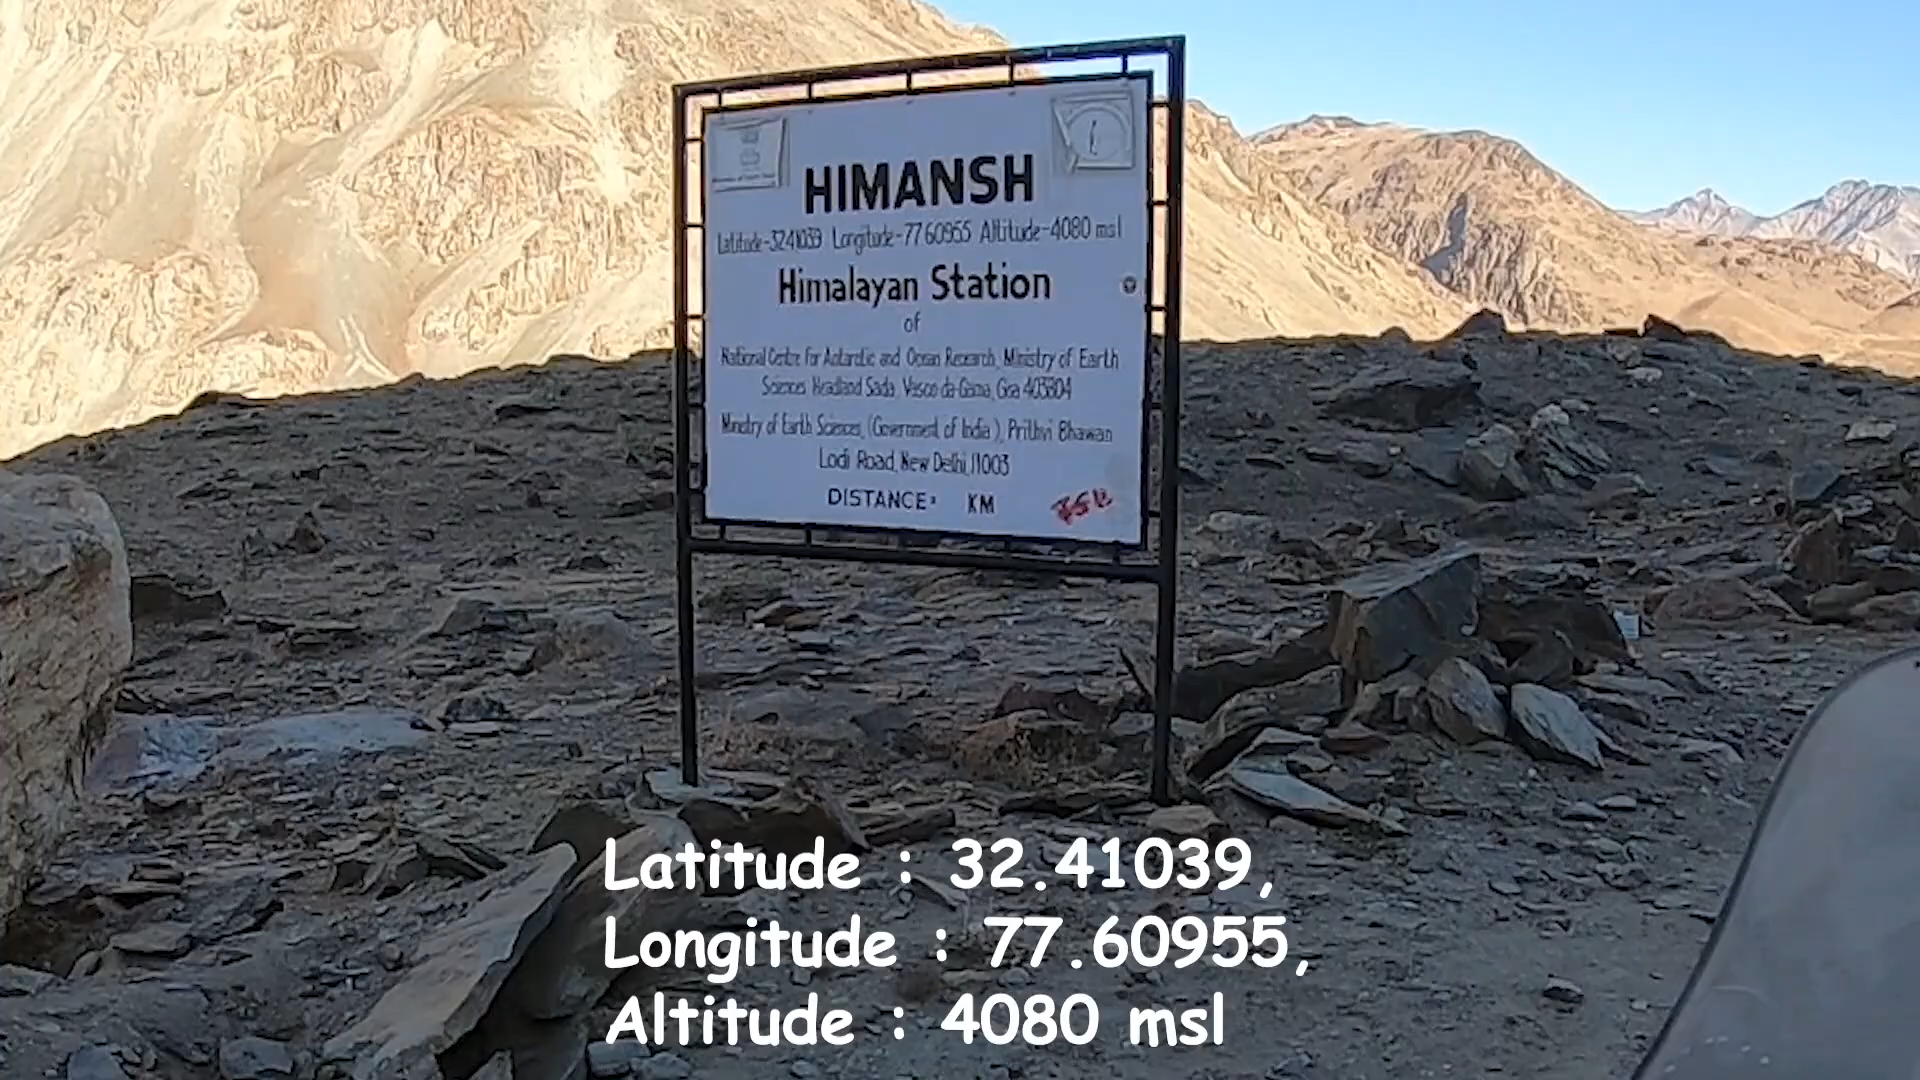 HIMANSH
Latitude-32.41039 Longitude-77.60955 Altitude-4080 msl
Himalayan Station
of
National Centre for Antarctic and Ocean Research, Ministry of Earth
Sciences Headland Sada, Vasco da-Gama, Goa 403804
Ministry of Earth Sciences, (Government of India), Prithvi Bhawan
Lodi Road, New Delhi, 11003
DISTANCE: KM
Latitude : 32.41039,
Longitude : 77.60955,
Altitude : 4080 msl